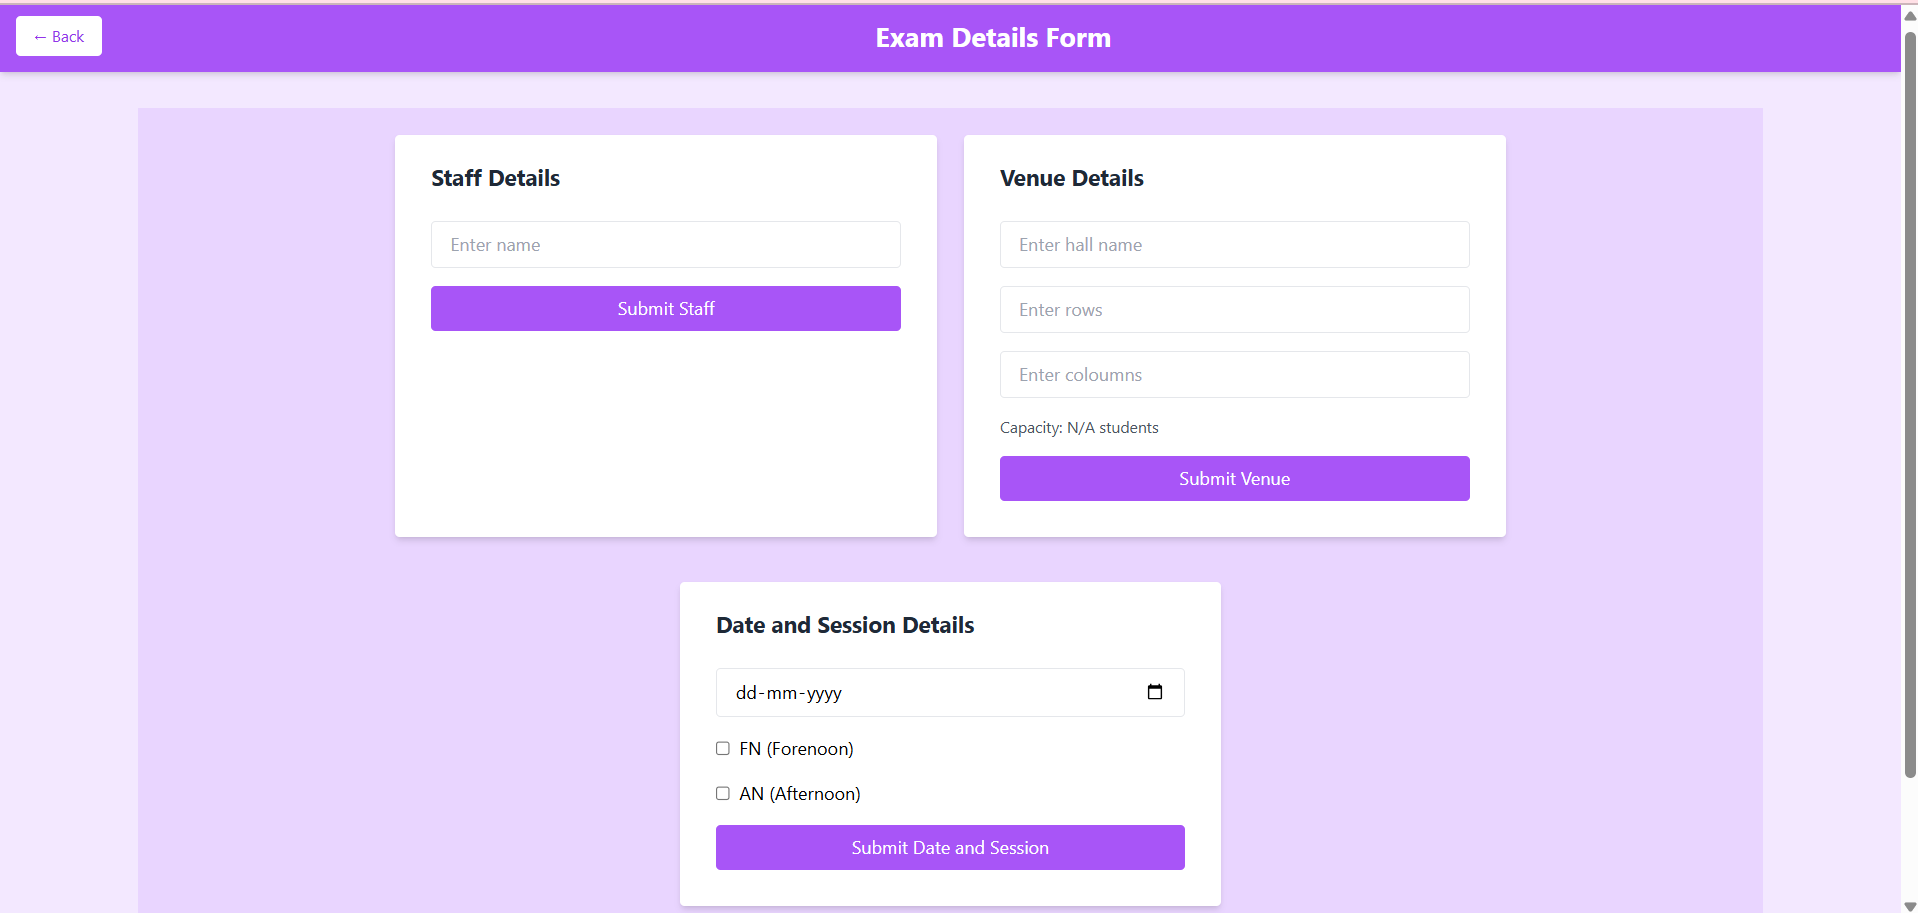 ← Back
Exam Details Form
Staff Details
Enter name
Submit Staff
Venue Details
Enter hall name
Enter rows
Enter coloumns
Capacity: N/A students
Submit Venue
Date and Session Details
dd-mm-yyyy
FN (Forenoon)
AN (Afternoon)
Submit Date and Session